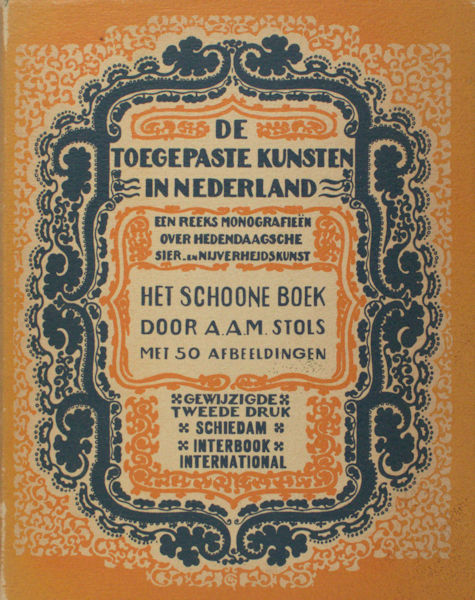 DE
TOEGEPASTE KUNSTEN
IN NEDERLAND
EEN REEKS MONOGRAFIEËN
OVER HEDENDAAGSCHE
SIER- EN NIJVERHEIDSKUNST
HET SCHOONE BOEK
DOOR A.A.M. STOLS
MET 50 AFBEELDINGEN
GEWIJZIGDE
TWEEDE DRUK
SCHIEDAM
INTERBOOK
INTERNATIONAL